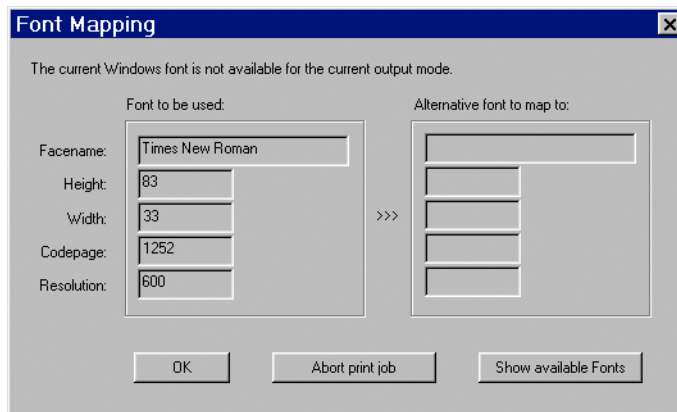 Font Mapping
The current Windows font is not available for the current output mode.
Font to be used: Alternative font to map to:
Facename: Times New Roman
Height: 83
Width: 33 >>>
Codepage: 1252
Resolution: 600
OK Abort print job Show available Fonts